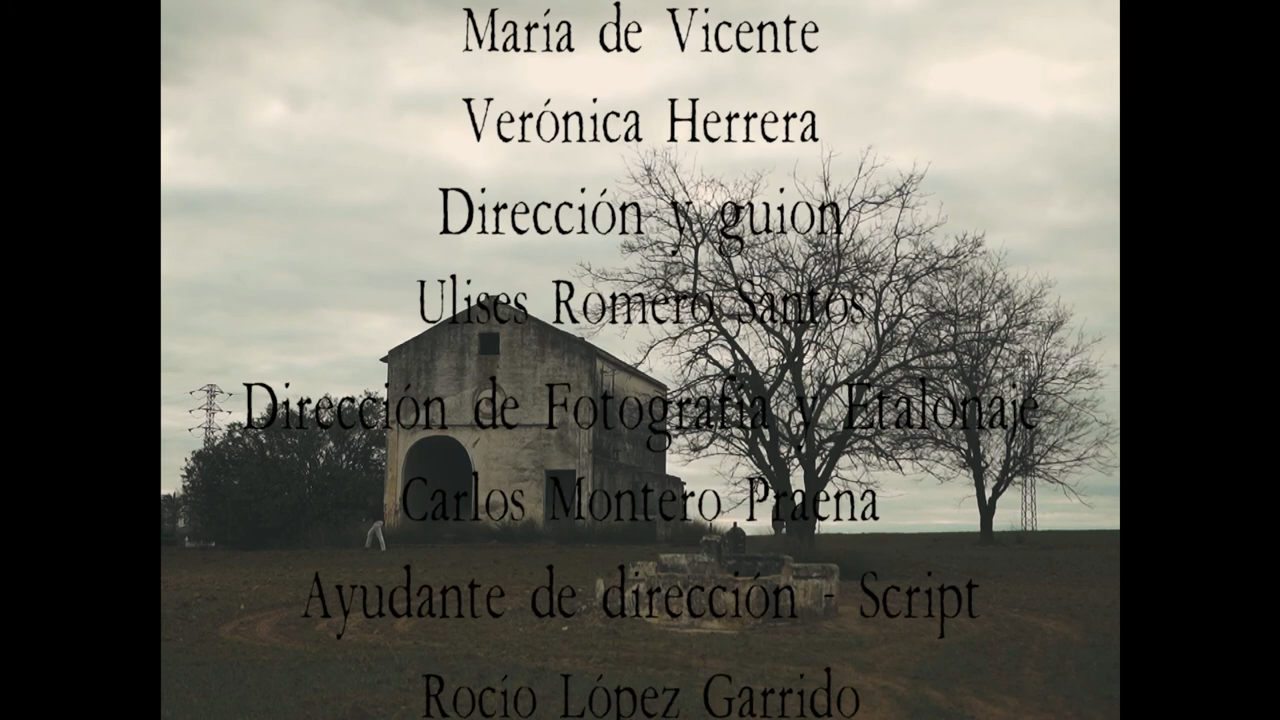 María de Vicente
Verónica Herrera
Dirección y guion
Ulises Romero Santos
Dirección de Fotografía y Etalonaje
Carlos Montero Praena
Ayudante de dirección - Script
Rocío López Garrido